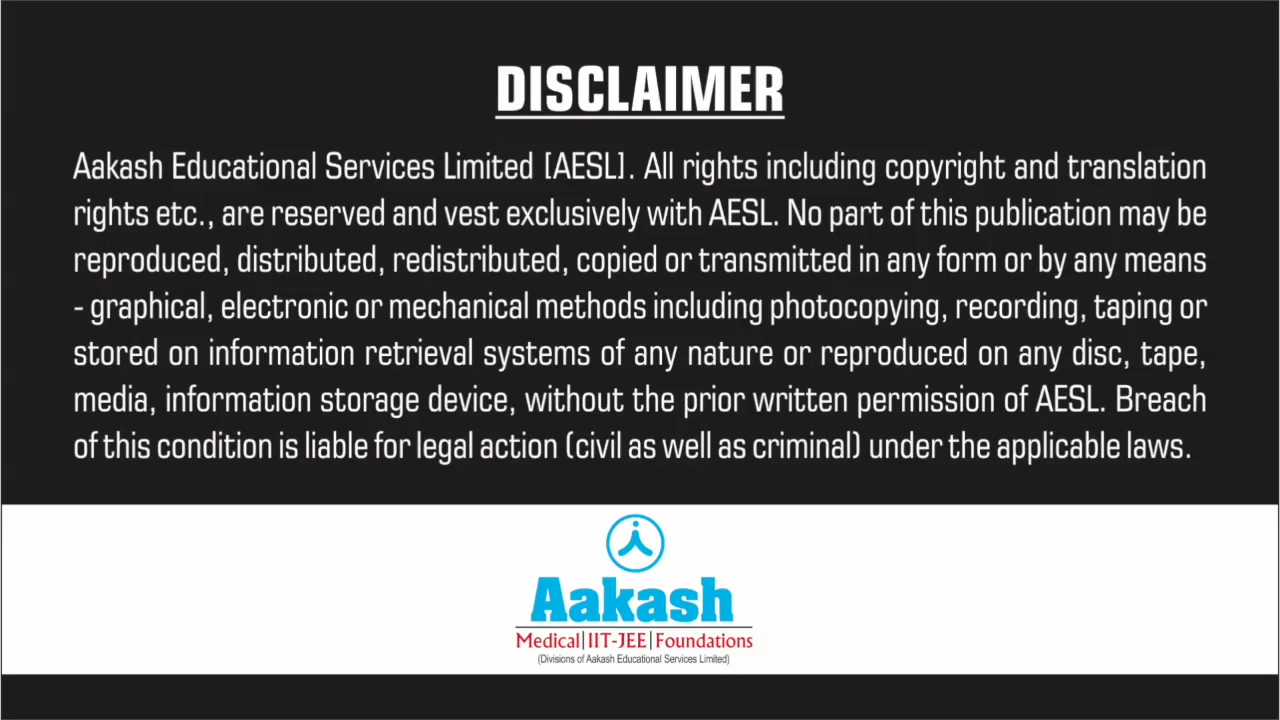 DISCLAIMER
Aakash Educational Services Limited [AESL]. All rights including copyright and translation
rights etc., are reserved and vest exclusively with AESL. No part of this publication may be
reproduced, distributed, redistributed, copied or transmitted in any form or by any means
- graphical, electronic or mechanical methods including photocopying, recording, taping or
stored on information retrieval systems of any nature or reproduced on any disc, tape,
media, information storage device, without the prior written permission of AESL. Breach
of this condition is liable for legal action (civil as well as criminal) under the applicable laws.
Aakash
Medical|IIT-JEE|Foundations
(Divisions of Aakash Educational Services Limited)